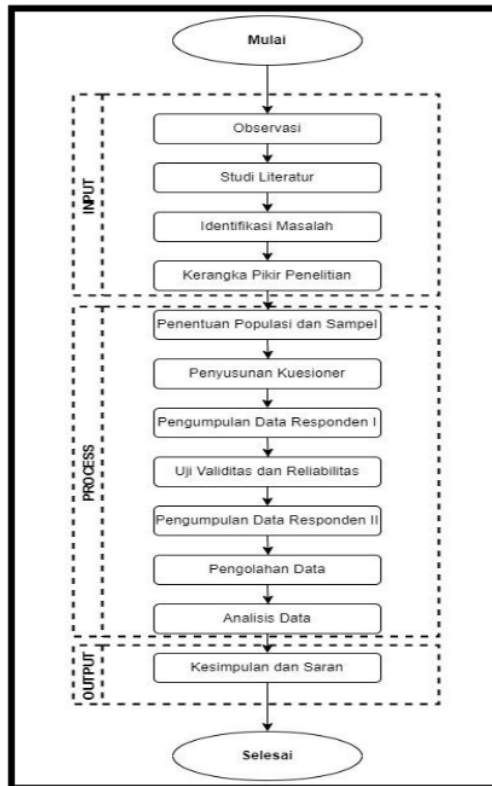 Mulai
INPUT
Observasi
Studi Literatur
Identifikasi Masalah
Kerangka Pikir Penelitian
PROCESS
Penentuan Populasi dan Sampel
Penyusunan Kuesioner
Pengumpulan Data Responden I
Uji Validitas dan Reliabilitas
Pengumpulan Data Responden II
Pengolahan Data
Analisis Data
OUTPUT
Kesimpulan dan Saran
Selesai